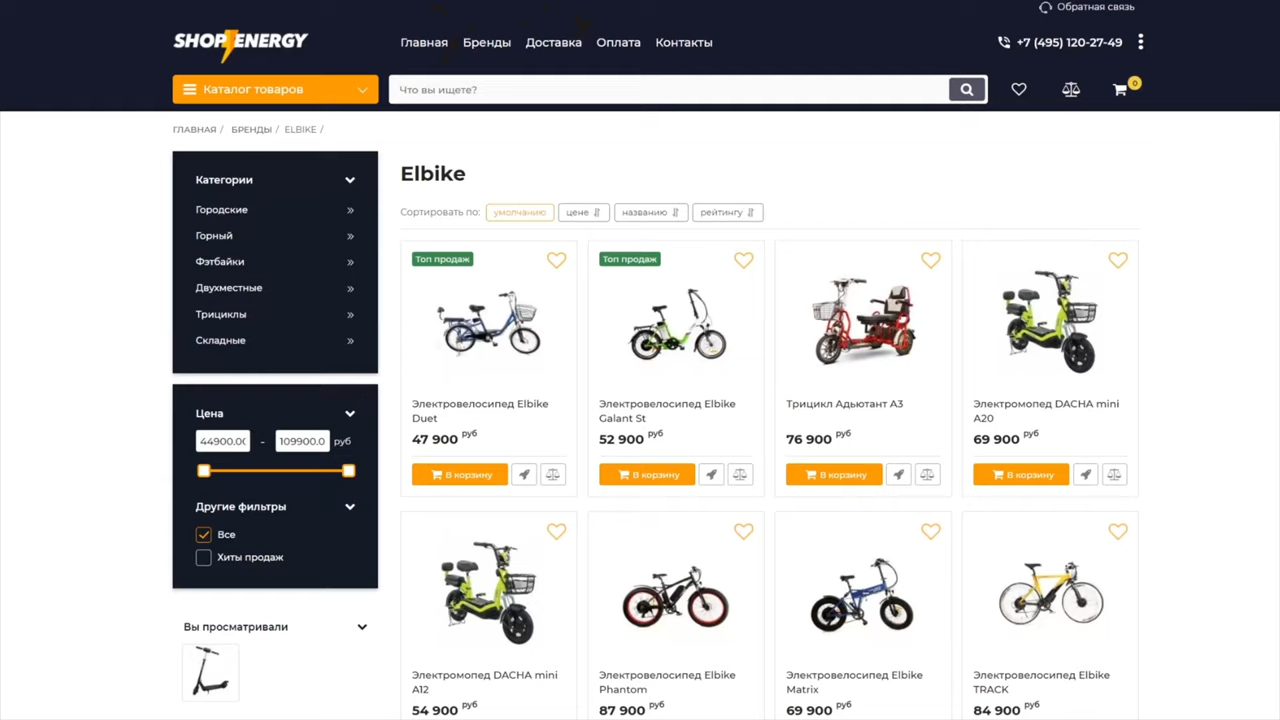 Обратная связь
SHOP ENERGY
Главная Бренды Доставка Оплата Контакты
+7 (495) 120-27-49
Каталог товаров
Что вы ищете?
0
ГЛАВНАЯ / БРЕНДЫ / ELBIKE /
Категории
Городские
Горный
Фэтбайки
Двухместные
Трициклы
Складные
Цена
44900.00 - 109900.0 руб
Другие фильтры
Все
Хиты продаж
Вы просматривали
Elbike
Сортировать по: умолчанию цене названию рейтингу
Топ продаж
Электровелосипед Elbike
Duet
47 900 руб
В корзину
Топ продаж
Электровелосипед Elbike
Galant St
52 900 руб
В корзину
Трицикл Адъютант А3
76 900 руб
В корзину
Электромопед DACHA mini
A20
69 900 руб
В корзину
Электромопед DACHA mini
A12
54 900 руб
Электровелосипед Elbike
Phantom
87 900 руб
Электровелосипед Elbike
Matrix
69 900 руб
Электровелосипед Elbike
TRACK
84 900 руб